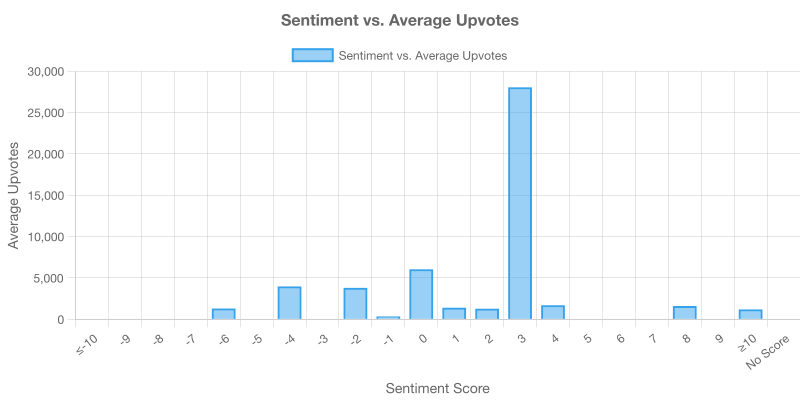 Sentiment vs. Average Upvotes
Sentiment vs. Average Upvotes
Average Upvotes
30,000
25,000
20,000
15,000
10,000
5,000
0
≤-10 -9 -8 -7 -6 -5 -4 -3 -2 -1 0 1 2 3 4 5 6 7 8 9 ≥10 No Score
Sentiment Score